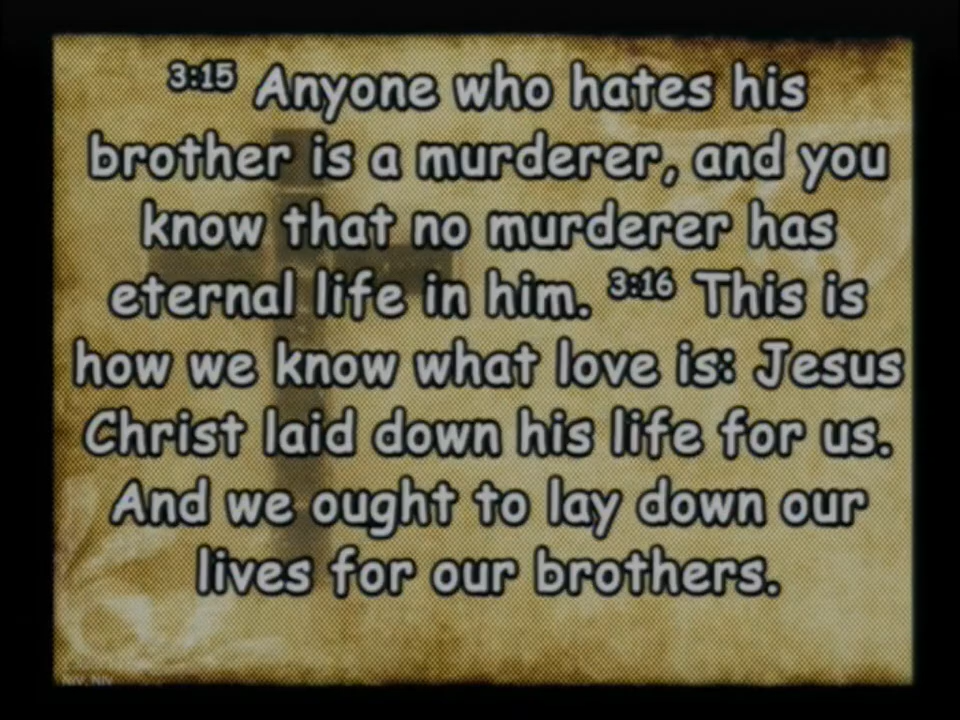 3:15 Anyone who hates his
brother is a murderer, and you
know that no murderer has
eternal life in him. 3:16 This is
how we know what love is: Jesus
Christ laid down his life for us.
And we ought to lay down our
lives for our brothers.
NIV, NIV